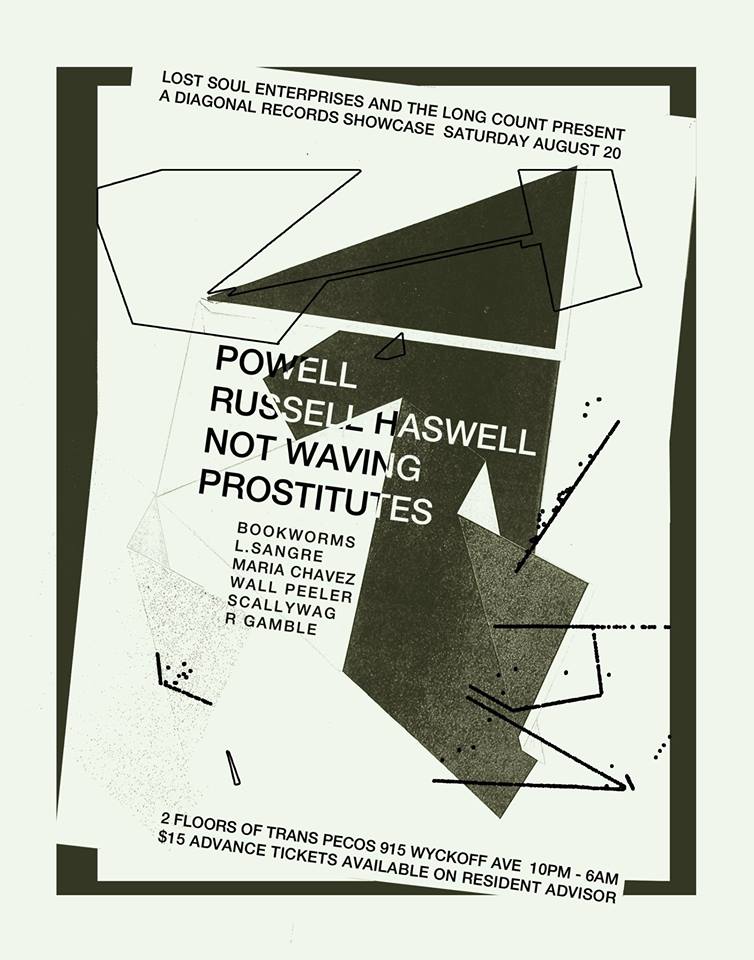 LOST SOUL ENTERPRISES AND THE LONG COUNT PRESENT
A DIAGONAL RECORDS SHOWCASE SATURDAY AUGUST 20
POWELL
RUSSELL HASWELL
NOT WAVING
PROSTITUTES
BOOKWORMS
L.SANGRE
MARIA CHAVEZ
WALL PEELER
SCALLYWAG
R GAMBLE
2 FLOORS OF TRANS PECOS 915 WYCKOFF AVE 10PM - 6AM
$15 ADVANCE TICKETS AVAILABLE ON RESIDENT ADVISOR